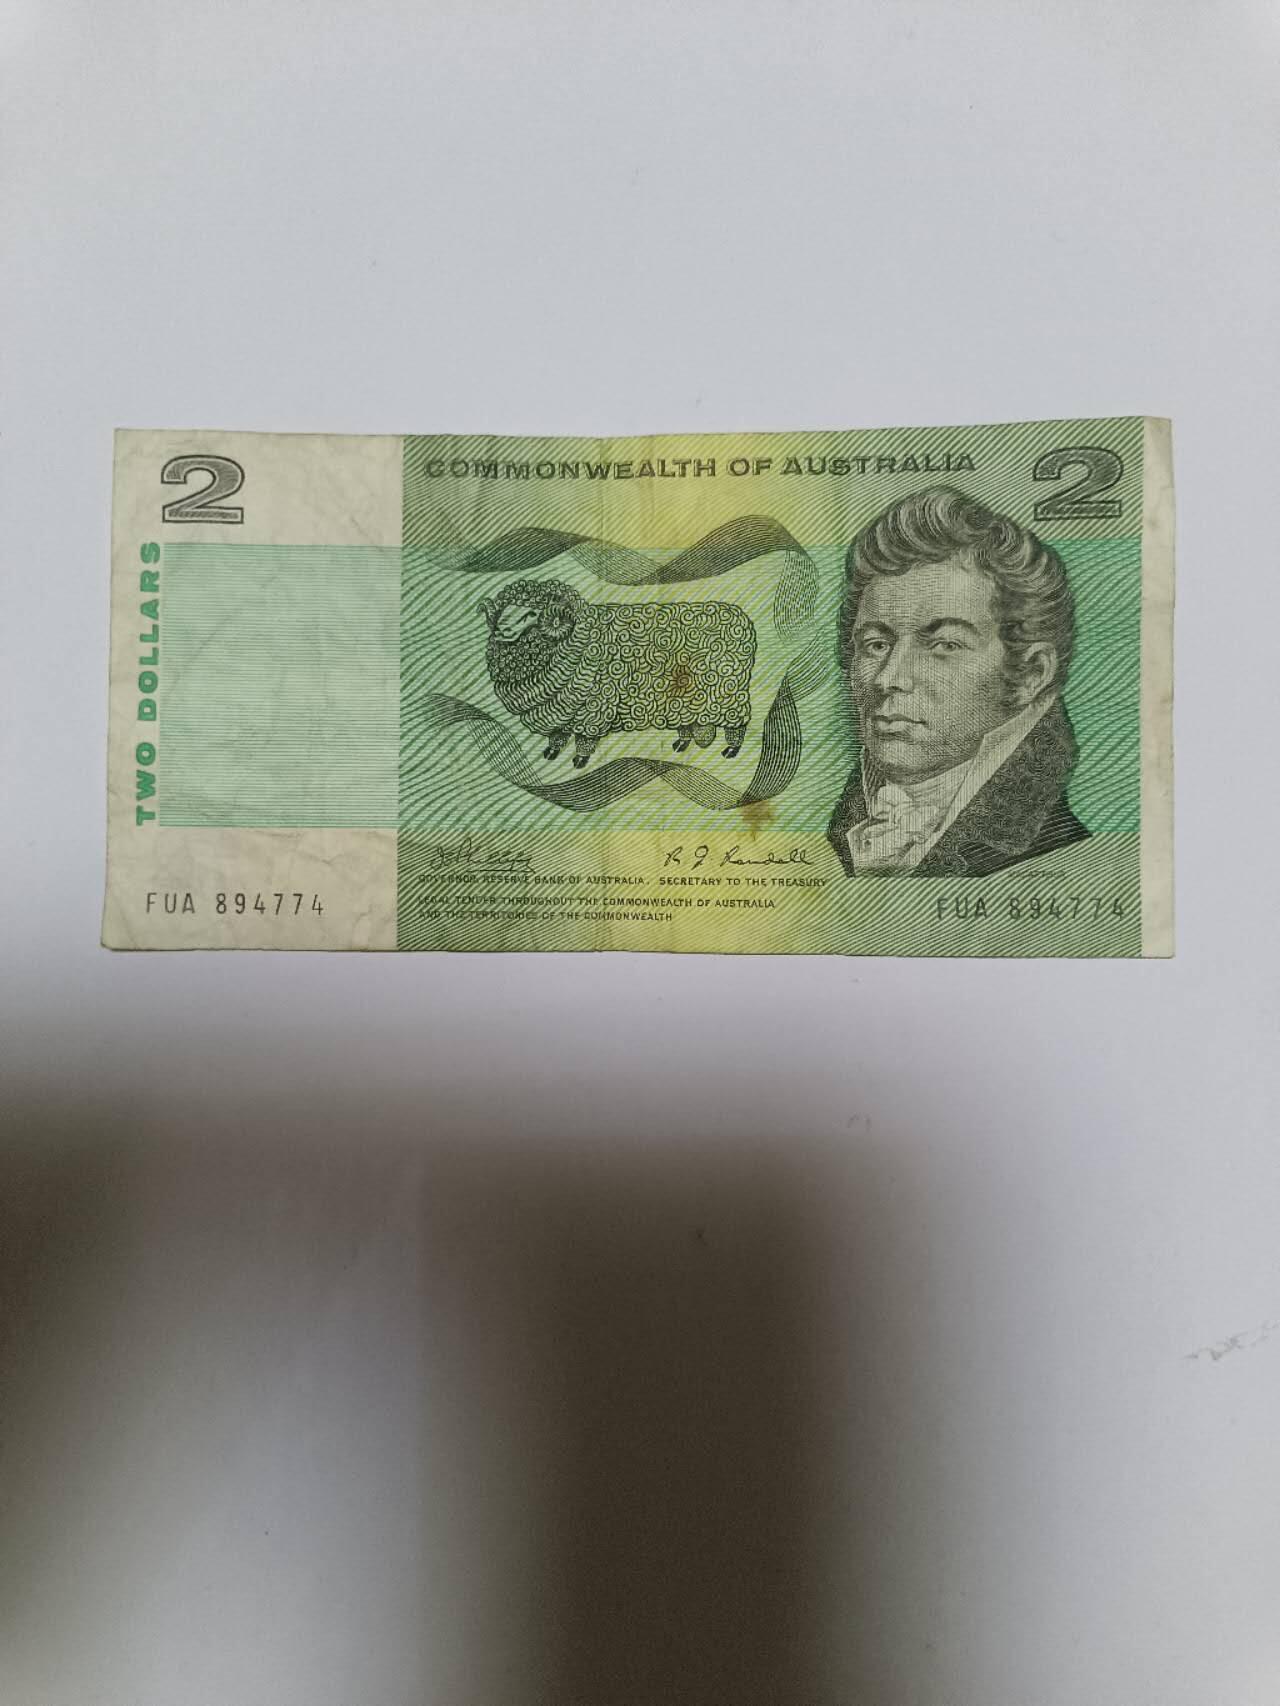 2
COMMONWEALTH OF AUSTRALIA
2
TWO DOLLARS
R J Randall
GOVERNOR, RESERVE BANK OF AUSTRALIA. SECRETARY TO THE TREASURY
LEGAL TENDER THROUGHOUT THE COMMONWEALTH OF AUSTRALIA
AND THE TERRITORIES OF THE COMMONWEALTH
FUA 894774
FUA 894774